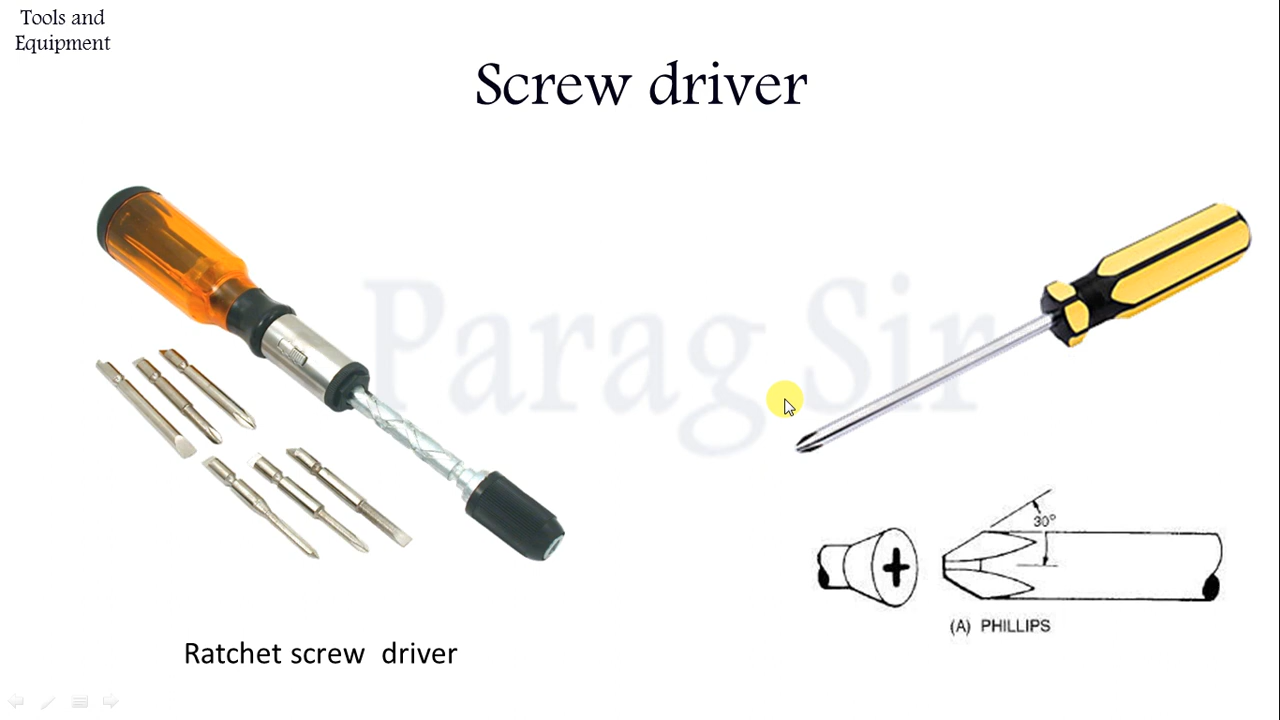 Tools and
Equipment
Screw driver
Parag Sir
30°
(A) PHILLIPS
Ratchet screw driver